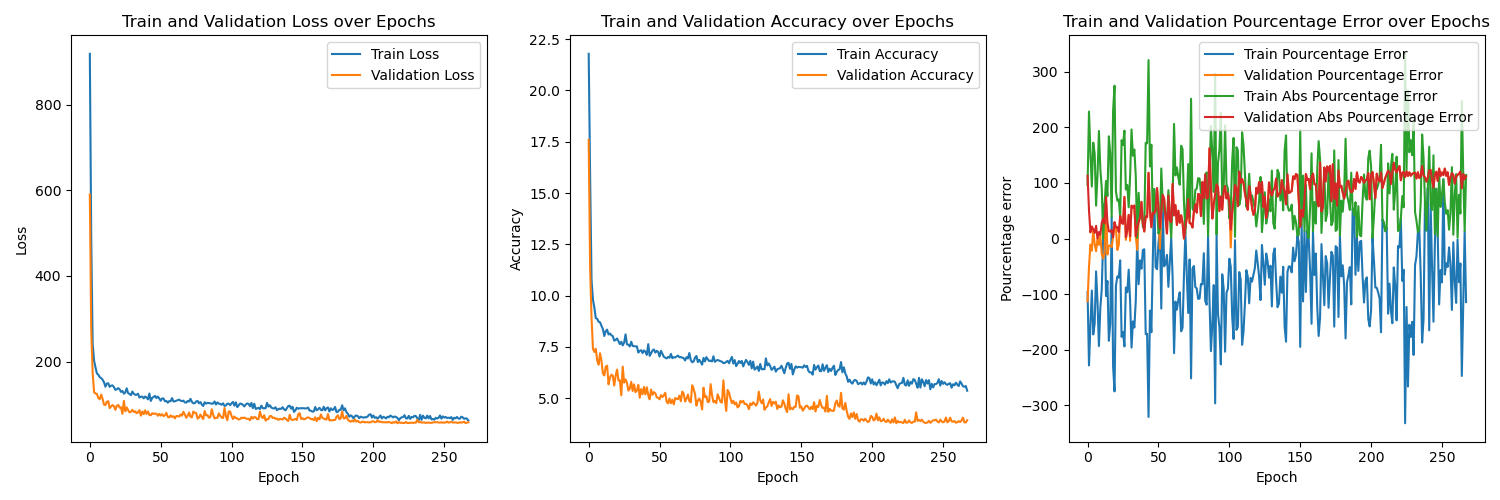 Train and Validation Loss over Epochs
Train Loss
Validation Loss
800
600
400
200
Loss
0 50 100 150 200 250
Epoch
Train and Validation Accuracy over Epochs
Train Accuracy
Validation Accuracy
22.5
20.0
17.5
15.0
12.5
10.0
7.5
5.0
Accuracy
0 50 100 150 200 250
Epoch
Train and Validation Pourcentage Error over Epochs
Train Pourcentage Error
Validation Pourcentage Error
Train Abs Pourcentage Error
Validation Abs Pourcentage Error
300
200
100
0
−100
−200
−300
Pourcentage error
0 50 100 150 200 250
Epoch